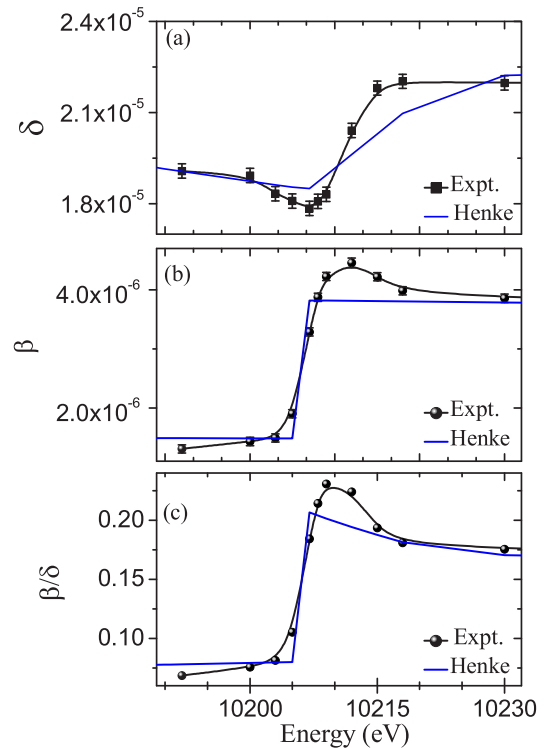 2.4x10⁻⁵
(a)
2.1x10⁻⁵
δ
Expt.
1.8x10⁻⁵
Henke
(b)
4.0x10⁻⁶
β
Expt.
2.0x10⁻⁶
Henke
(c)
0.20
0.15
β/δ
Expt.
0.10
Henke
10200 10215 10230
Energy (eV)